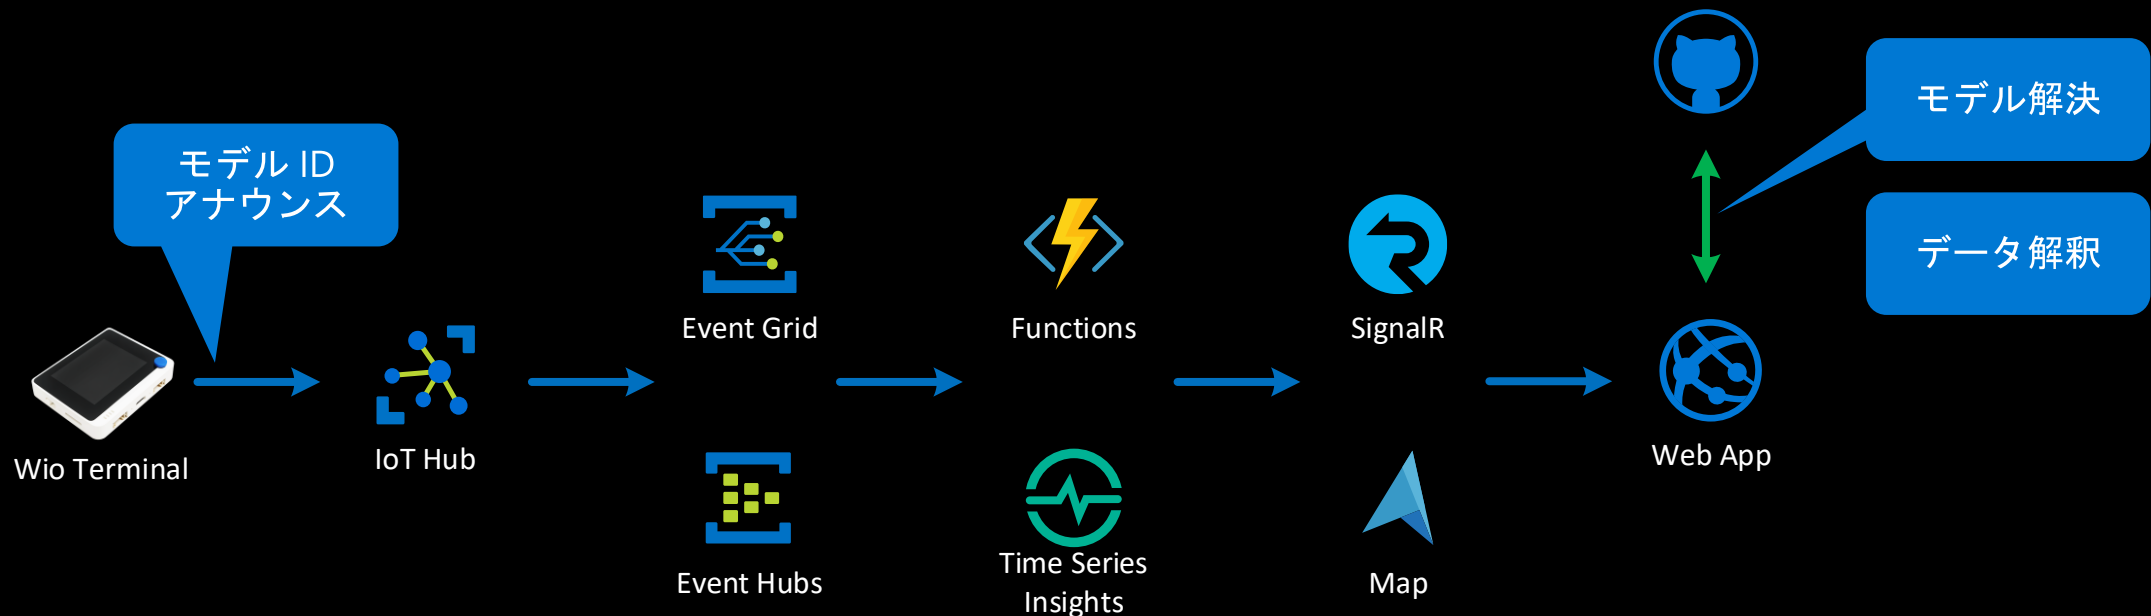 モデル ID
アナウンス
モデル解決
データ解釈
Event Grid
Functions
SignalR
Wio Terminal
IoT Hub
Web App
Event Hubs
Time Series
Insights
Map